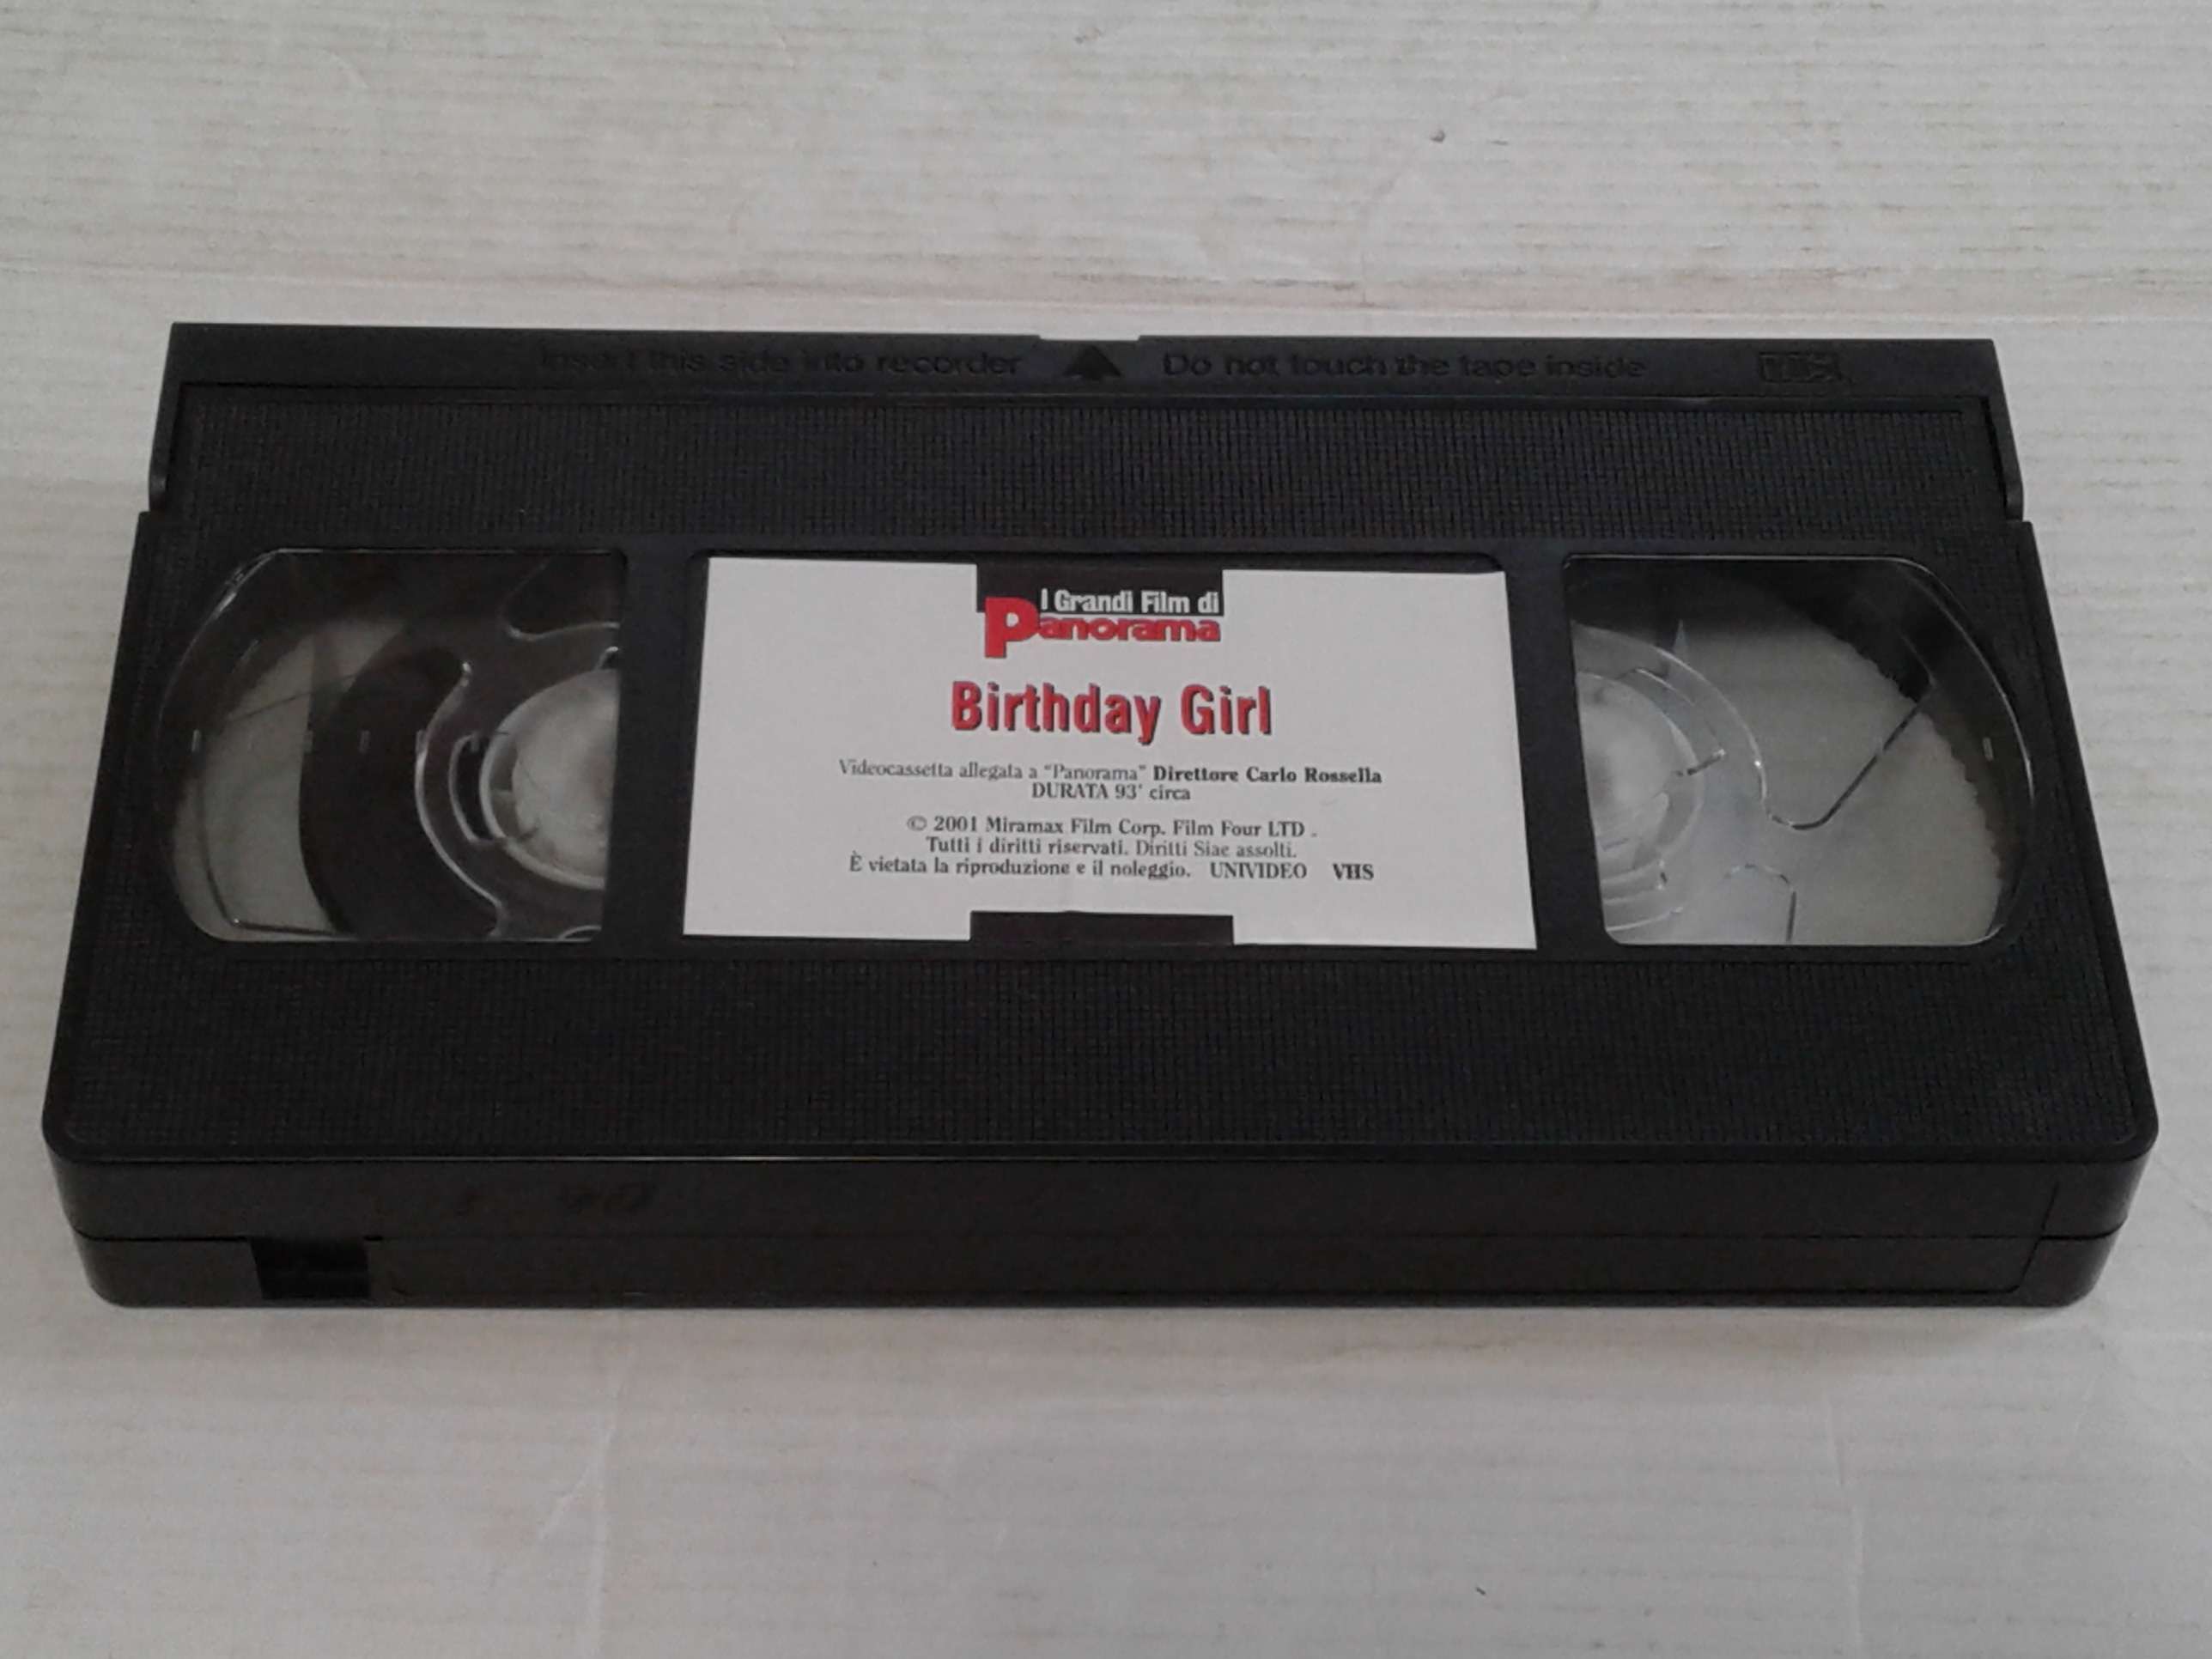 Insert this side into recorder ▲ Do not touch the tape inside
I Grandi Film di
Panorama
Birthday Girl
Videocassetta allegata a "Panorama" Direttore Carlo Rossella
DURATA 93' circa
© 2001 Miramax Film Corp. Film Four LTD .
Tutti i diritti riservati. Diritti Siae assolti.
È vietata la riproduzione e il noleggio. UNIVIDEO VHS